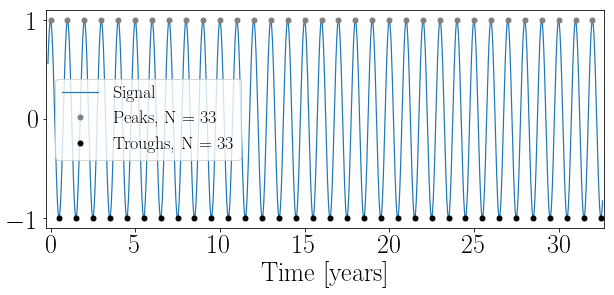 1
0
−1
Signal
Peaks, N = 33
Troughs, N = 33
0 5 10 15 20 25 30
Time [years]